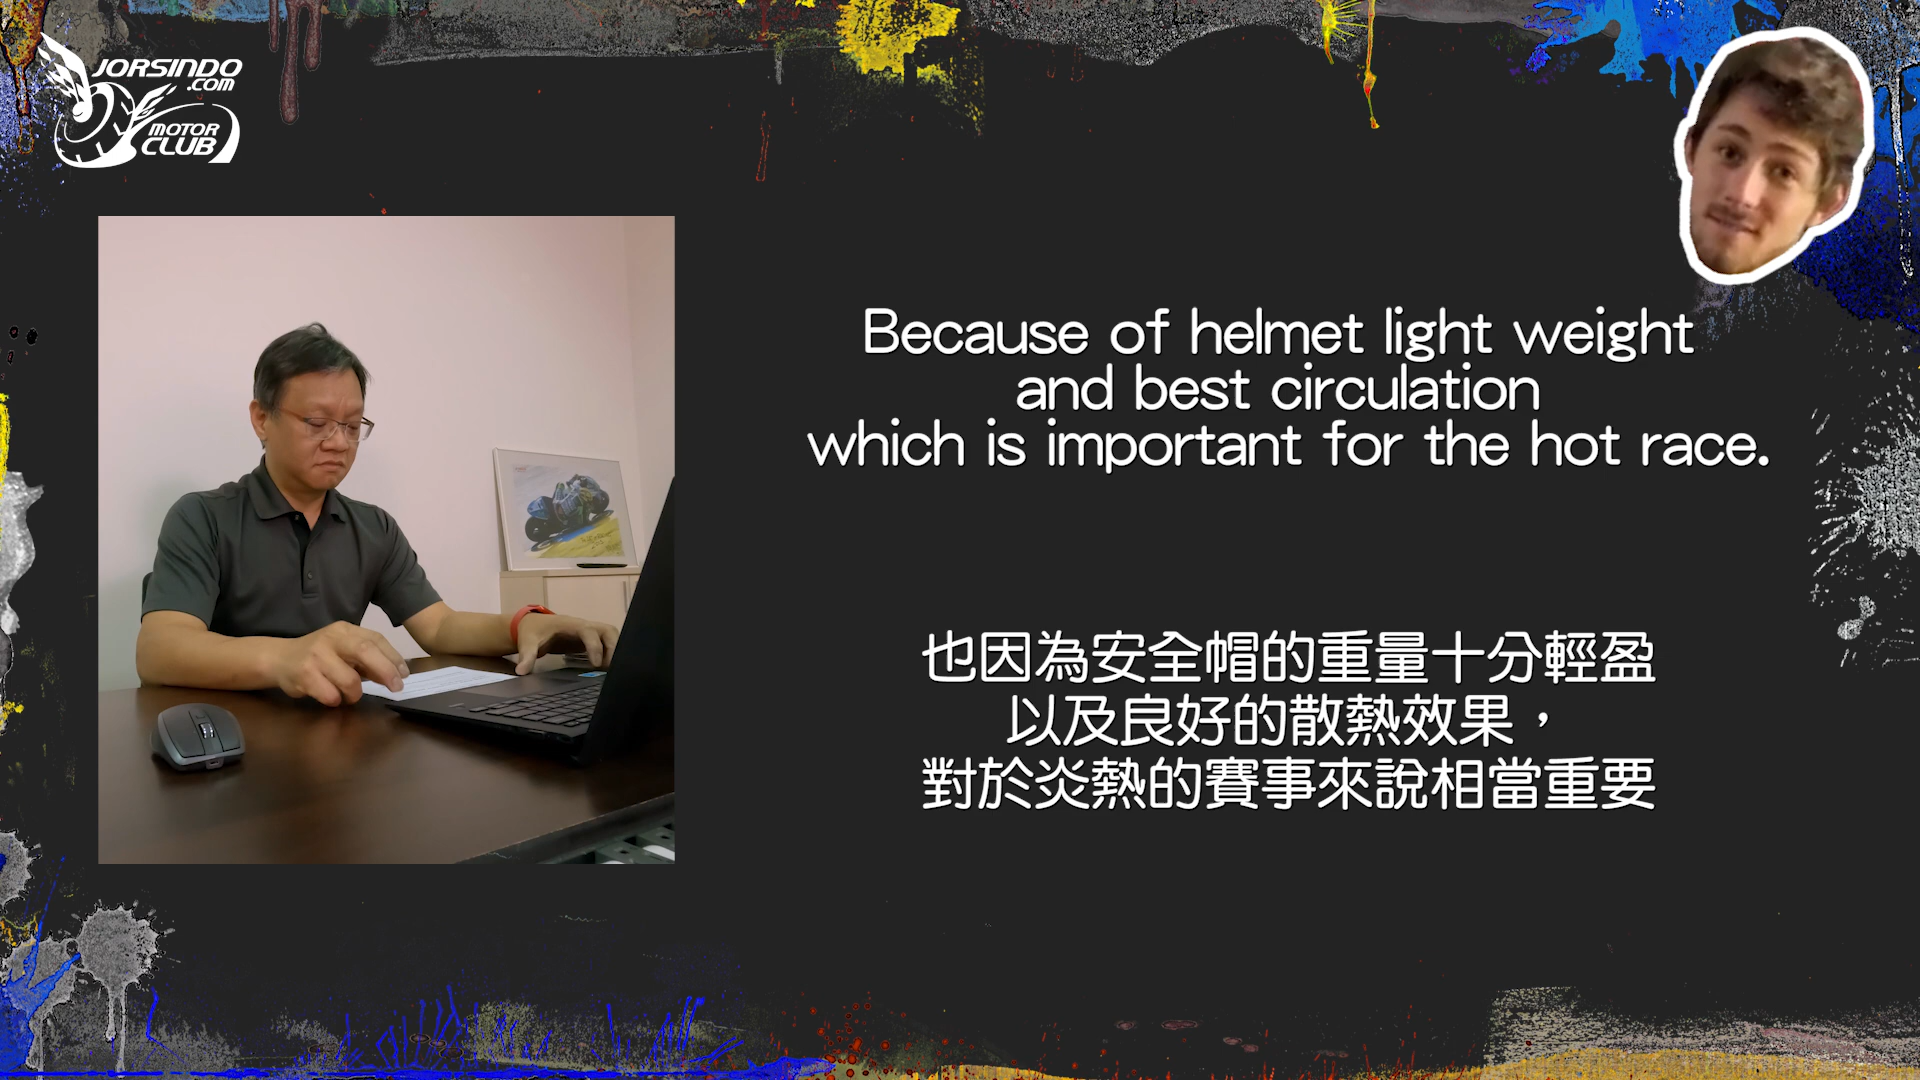 JORSINDO
.COM
MOTOR
CLUB
Because of helmet light weight
and best circulation
which is important for the hot race.
也因為安全帽的重量十分輕盈
以及良好的散熱效果，
對於炎熱的賽事來說相當重要